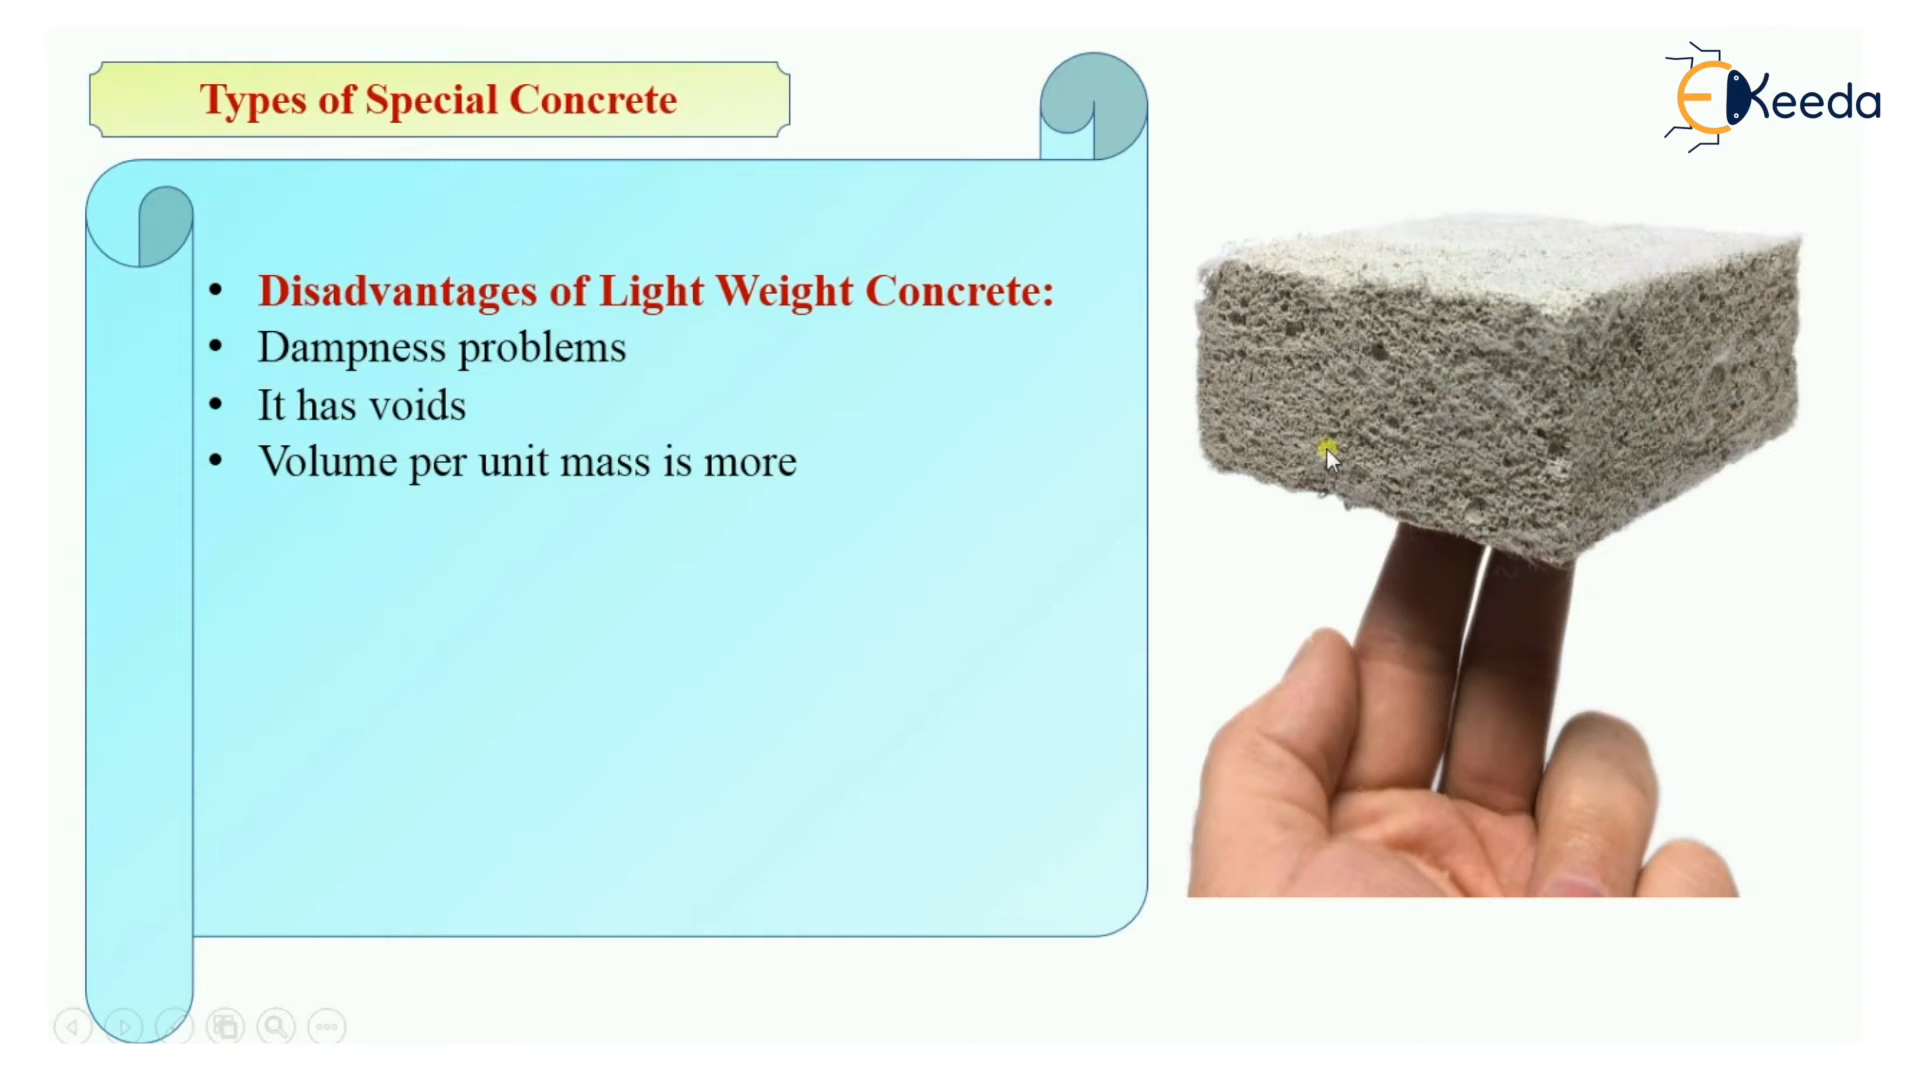 Types of Special Concrete
EKeeda
• Disadvantages of Light Weight Concrete:
• Dampness problems
• It has voids
• Volume per unit mass is more